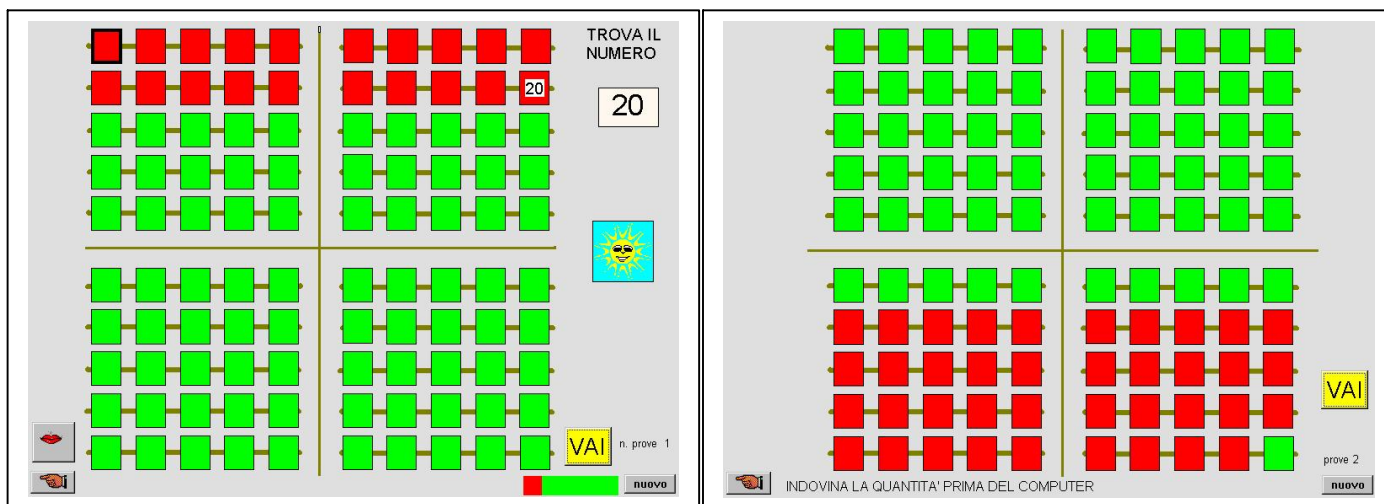 TROVA IL
NUMERO
20
20
VAI
n. prove 1
nuovo
VAI
prove 2
INDOVINA LA QUANTITA' PRIMA DEL COMPUTER
nuovo